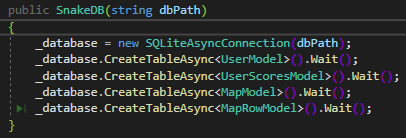 public SnakeDB(string dbPath)
{
_database = new SQLiteAsyncConnection(dbPath);
_database.CreateTableAsync<UserModel>().Wait();
_database.CreateTableAsync<UserScoresModel>().Wait();
_database.CreateTableAsync<MapModel>().Wait();
_database.CreateTableAsync<MapRowModel>().Wait();
}